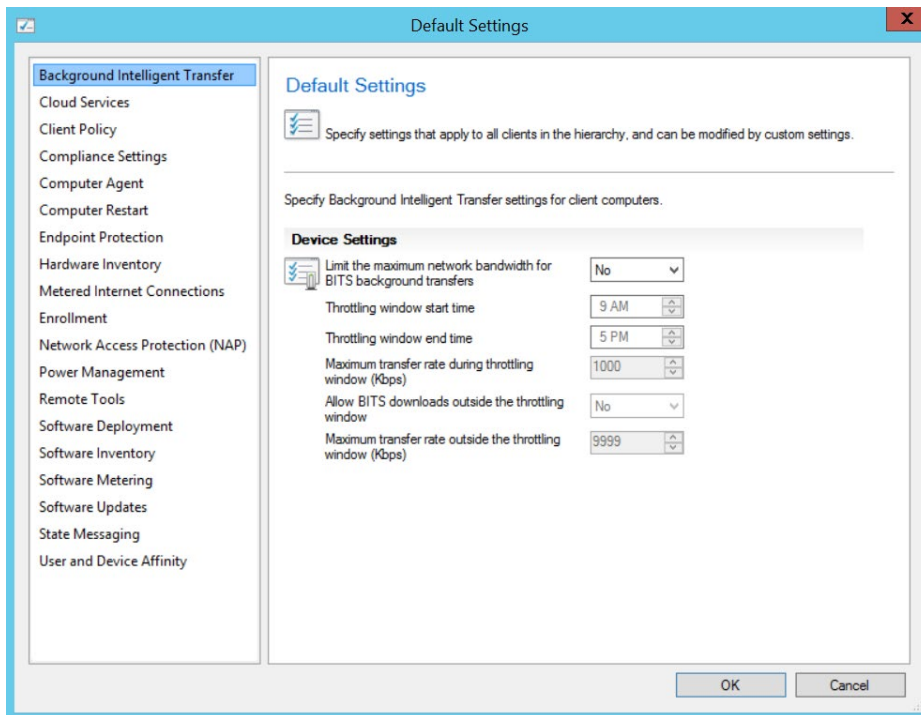 Default Settings
X
Background Intelligent Transfer
Cloud Services
Client Policy
Compliance Settings
Computer Agent
Computer Restart
Endpoint Protection
Hardware Inventory
Metered Internet Connections
Enrollment
Network Access Protection (NAP)
Power Management
Remote Tools
Software Deployment
Software Inventory
Software Metering
Software Updates
State Messaging
User and Device Affinity
Default Settings
Specify settings that apply to all clients in the hierarchy, and can be modified by custom settings.
Specify Background Intelligent Transfer settings for client computers.
Device Settings
Limit the maximum network bandwidth for
BITS background transfers
No
Throttling window start time
9 AM
Throttling window end time
5 PM
Maximum transfer rate during throttling
window (Kbps)
1000
Allow BITS downloads outside the throttling
window
No
Maximum transfer rate outside the throttling
window (Kbps)
9999
OK
Cancel